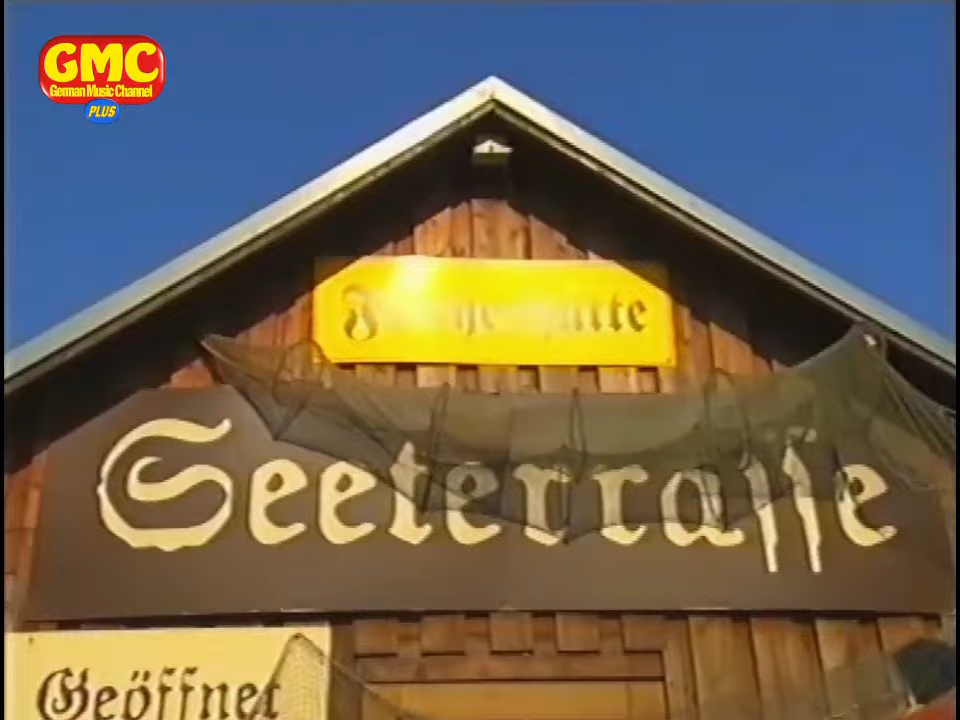 GMC
German Music Channel
PLUS
Seeterrasse
Geöffnet